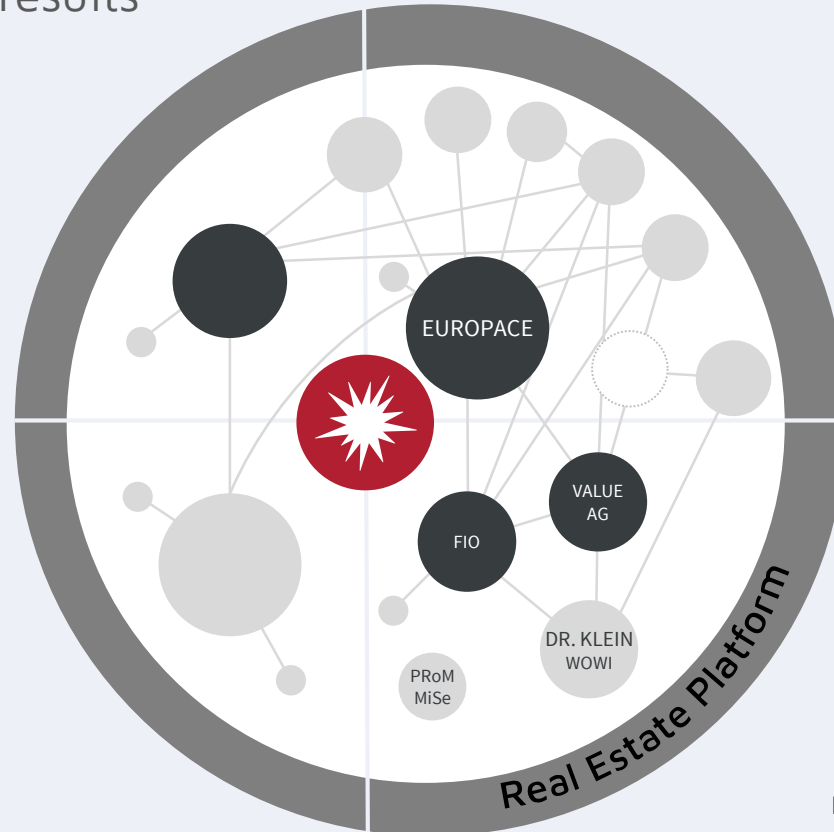 results
EUROPACE
VALUE
AG
FIO
DR. KLEIN
WOWI
PRoM
MiSe
Real Estate Platform